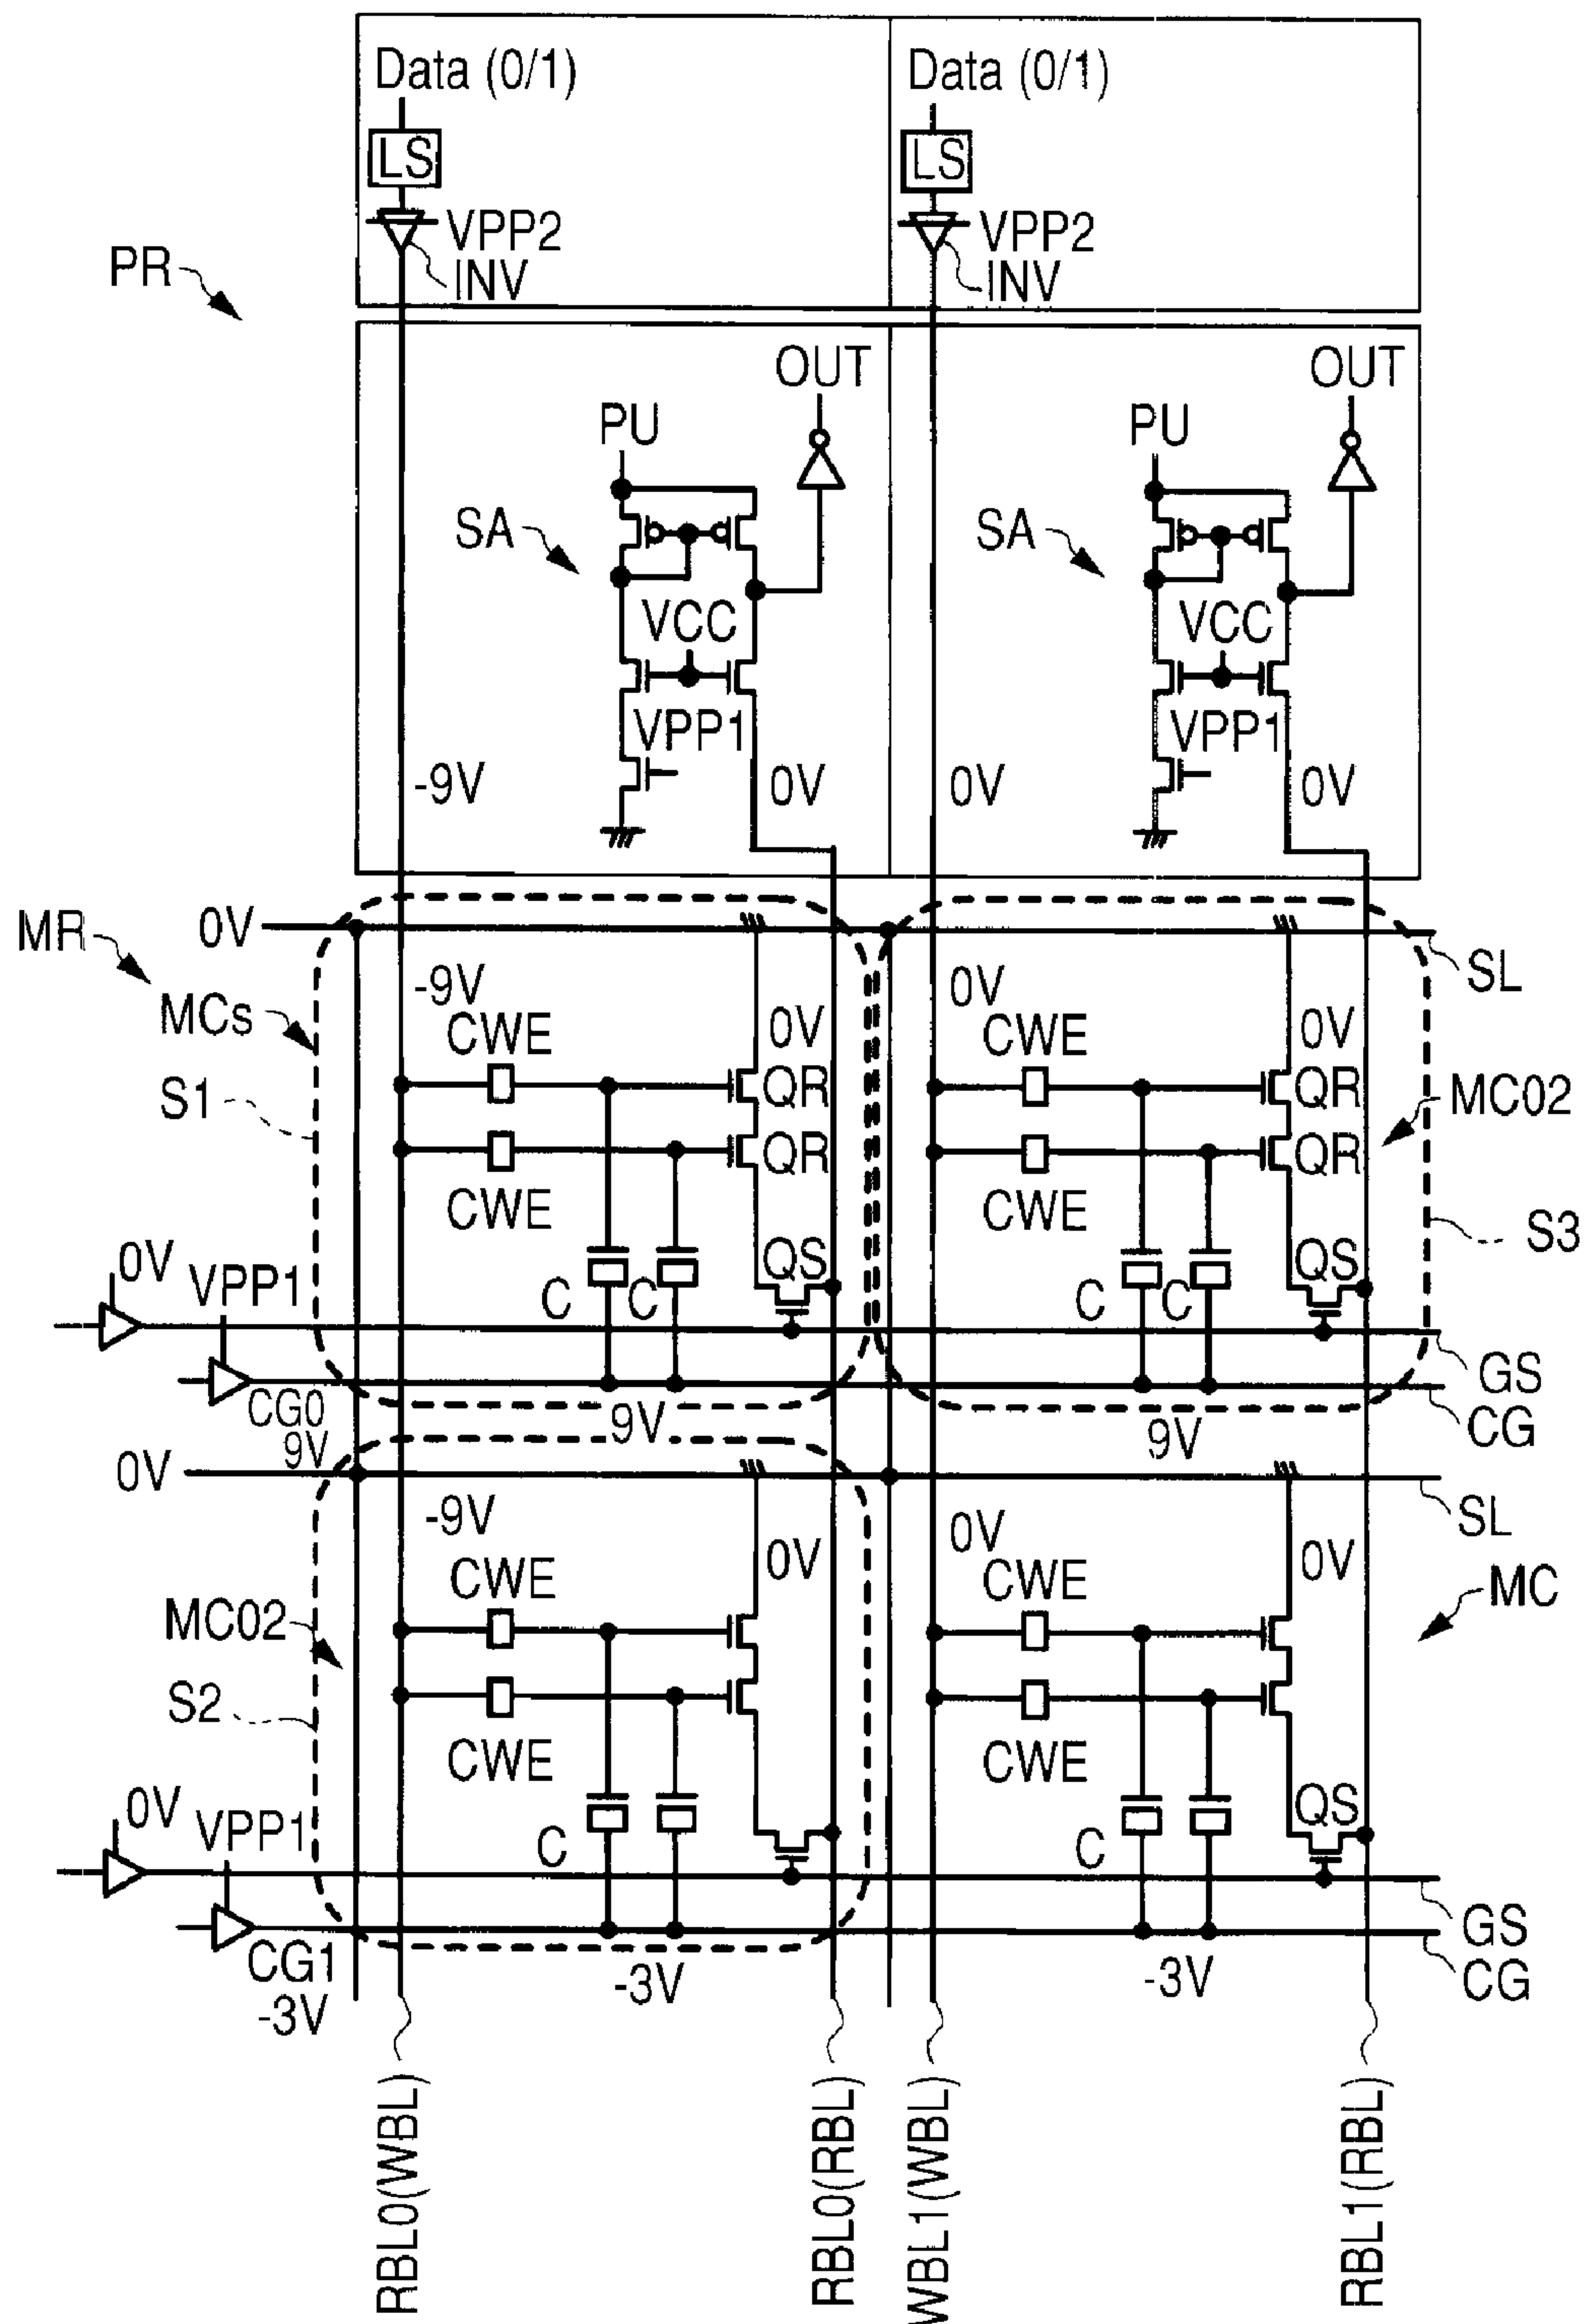 Data (0/1) Data (0/1)
LS LS
VPP2 VPP2
INV INV
PR
OUT OUT
PU PU
SA SA
VCC VCC
VPP1 VPP1
-9V 0V 0V 0V
MR 0V SL
-9V 0V
MCs CWE 0V CWE 0V
S1 QR QR MC02
QR QR
CWE CWE S3
0V QS QS
VPP1 C C C C
GS
CG0 9V 9V CG
9V
0V SL
-9V 0V
CWE 0V CWE 0V
MC02 MC
S2
CWE CWE
0V QS
VPP1 C C
GS
CG1 -3V -3V CG
-3V
RBL0(WBL) RBL0(RBL) WBL1(WBL) RBL1(RBL)